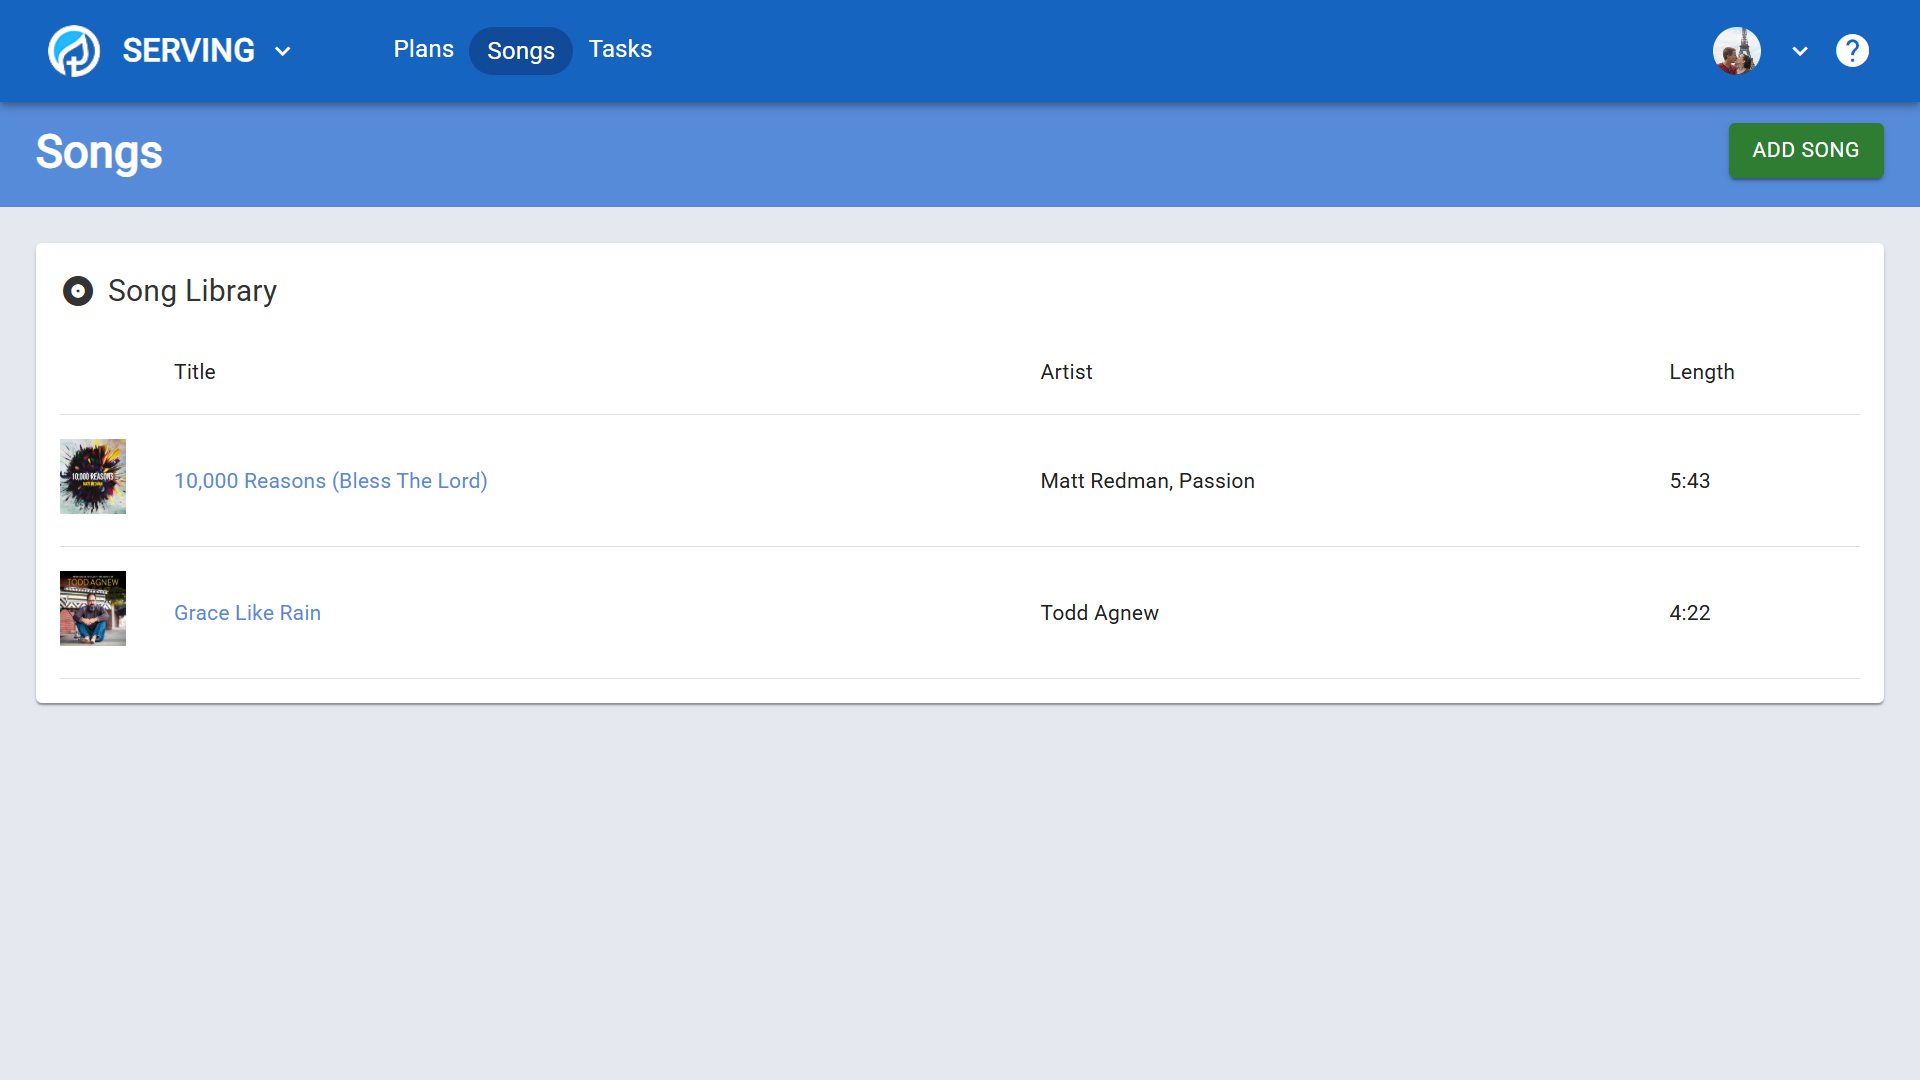 SERVING
Plans Songs Tasks
?
Songs
ADD SONG
Song Library
Title Artist Length
10,000 REASONS
10,000 Reasons (Bless The Lord) Matt Redman, Passion 5:43
TODD AGNEW
Grace Like Rain Todd Agnew 4:22